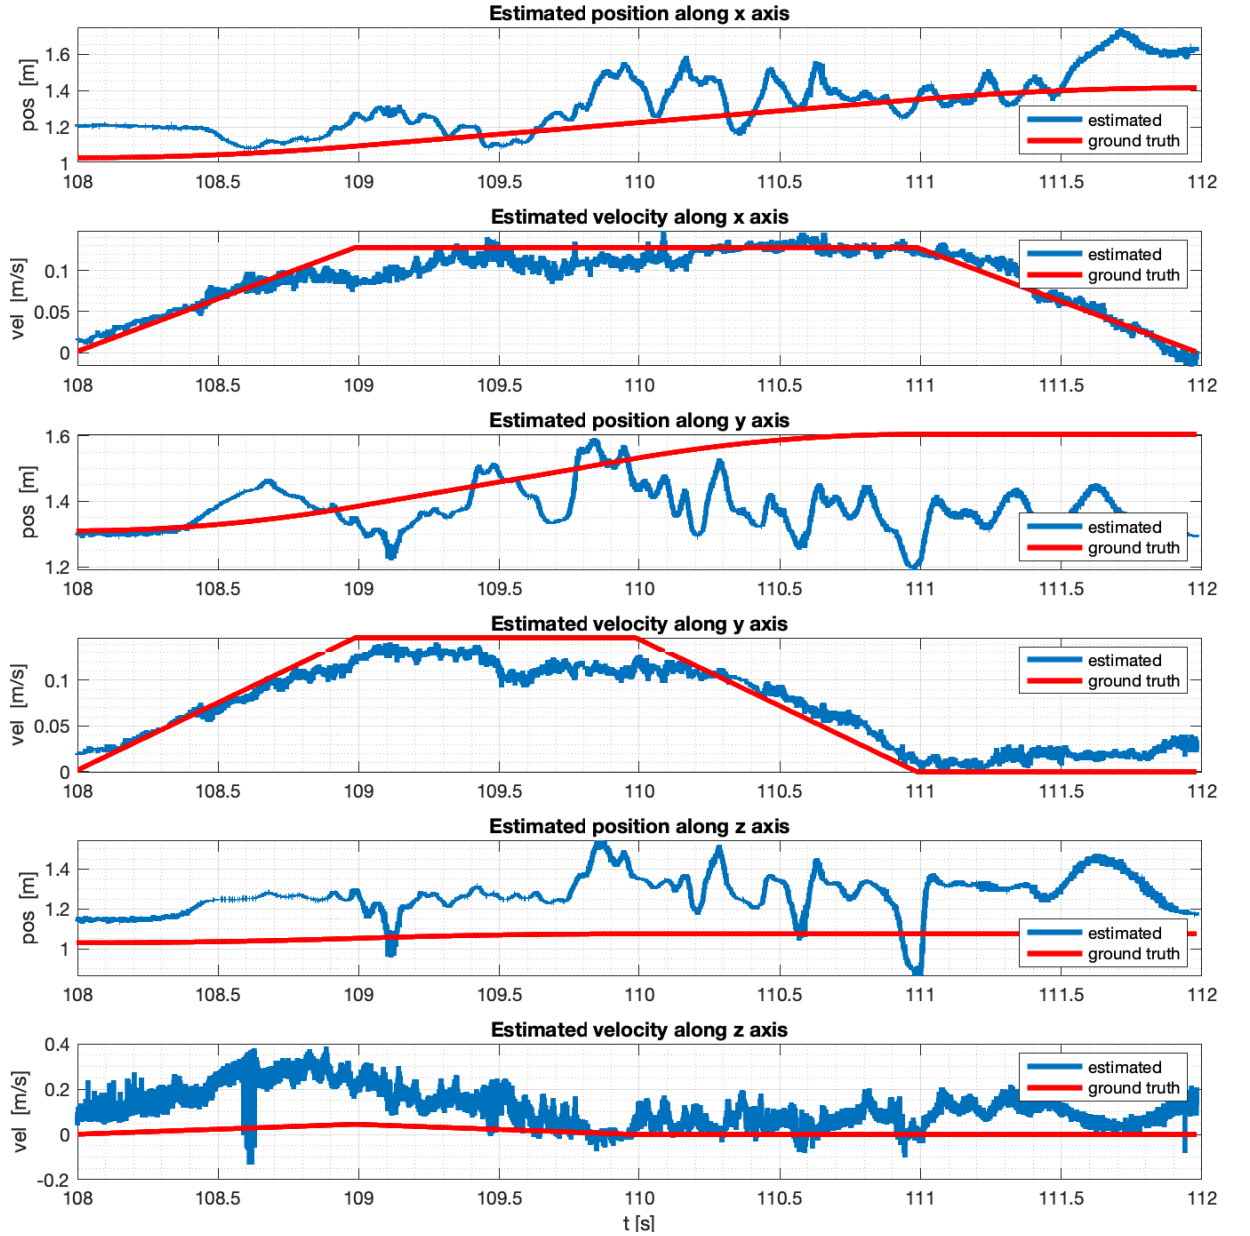 Estimated position along x axis
pos [m]
1.6
1.4
1.2
1
estimated
ground truth
108 108.5 109 109.5 110 110.5 111 111.5 112
Estimated velocity along x axis
vel [m/s]
0.1
0.05
0
estimated
ground truth
108 108.5 109 109.5 110 110.5 111 111.5 112
Estimated position along y axis
pos [m]
1.6
1.4
1.2
estimated
ground truth
108 108.5 109 109.5 110 110.5 111 111.5 112
Estimated velocity along y axis
vel [m/s]
0.1
0.05
0
estimated
ground truth
108 108.5 109 109.5 110 110.5 111 111.5 112
Estimated position along z axis
pos [m]
1.4
1.2
1
estimated
ground truth
108 108.5 109 109.5 110 110.5 111 111.5 112
Estimated velocity along z axis
vel [m/s]
0.4
0.2
0
-0.2
estimated
ground truth
108 108.5 109 109.5 110 110.5 111 111.5 112
t [s]